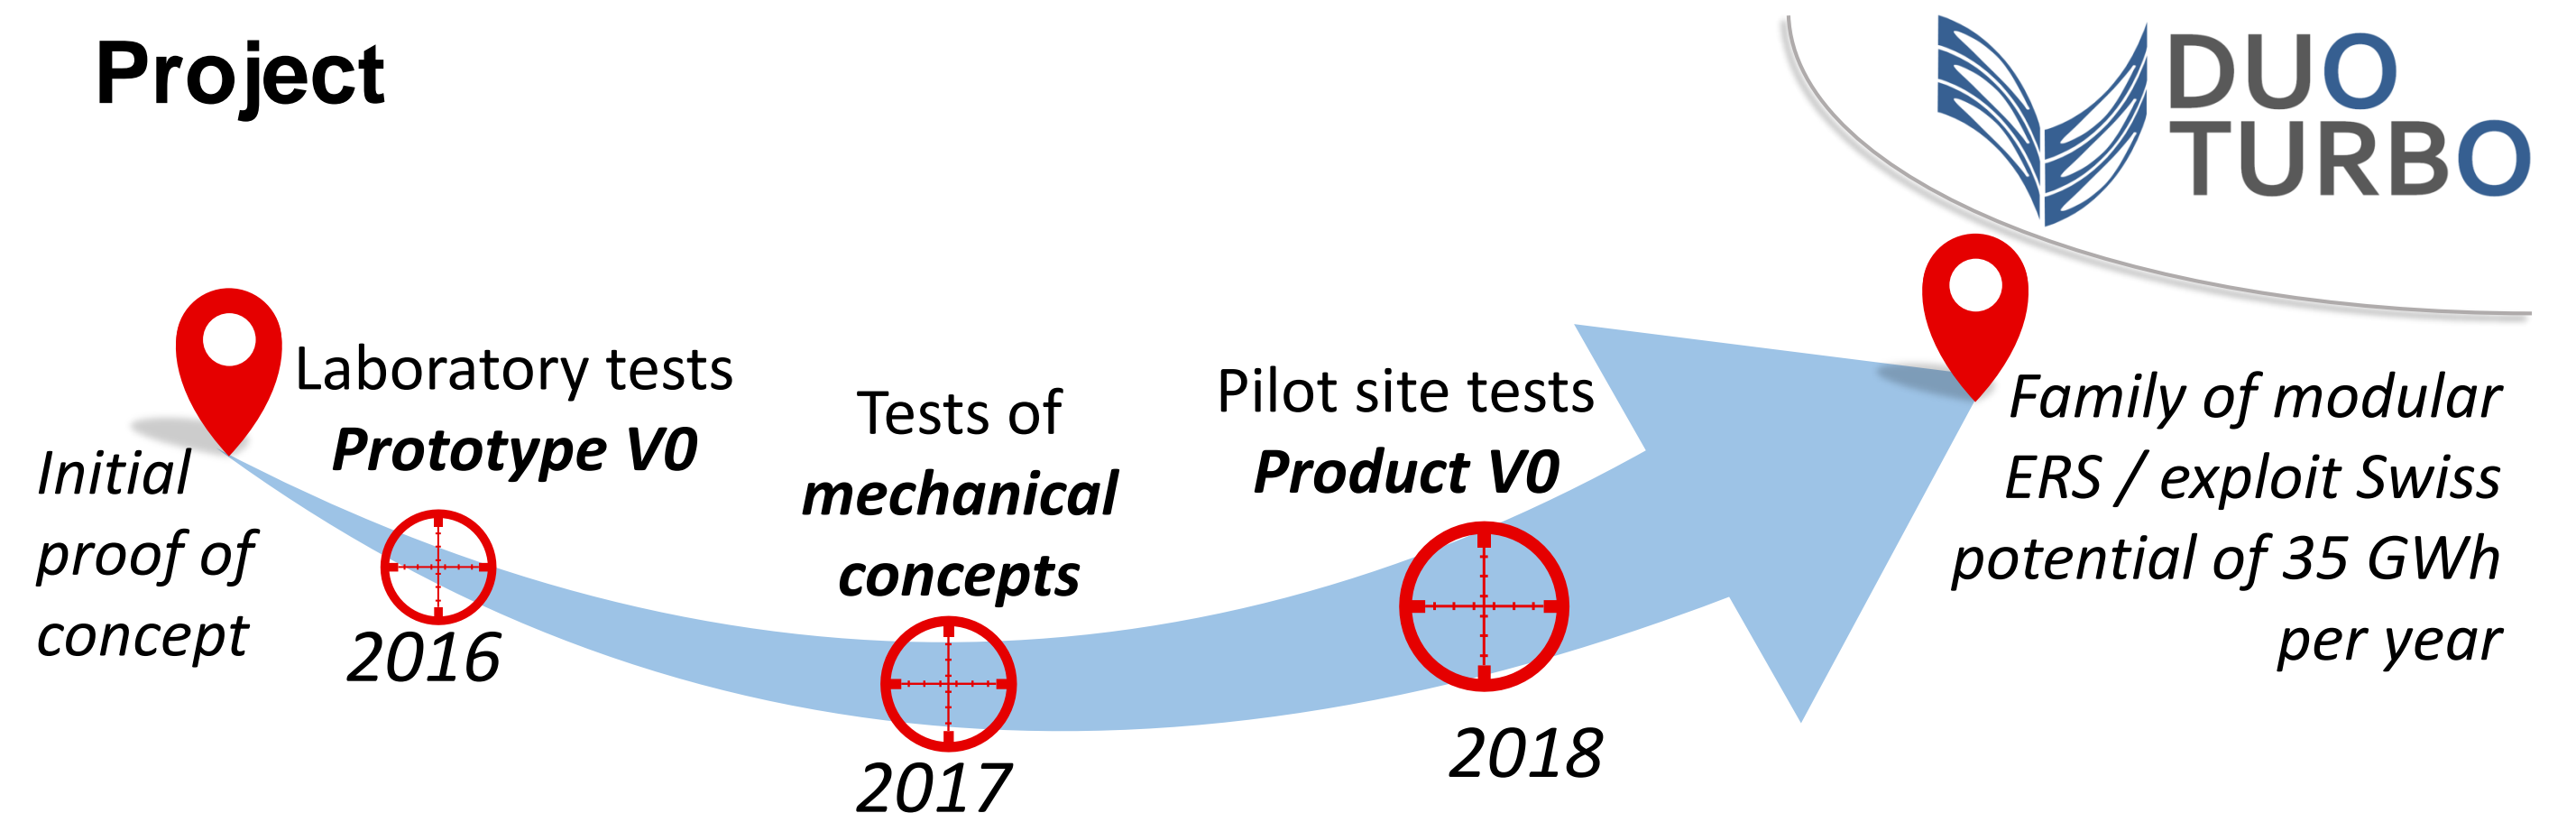 Project
DUO
TURBO
Initial
proof of
concept
Laboratory tests
Prototype V0
2016
Tests of
mechanical
concepts
2017
Pilot site tests
Product V0
2018
Family of modular
ERS / exploit Swiss
potential of 35 GWh
per year